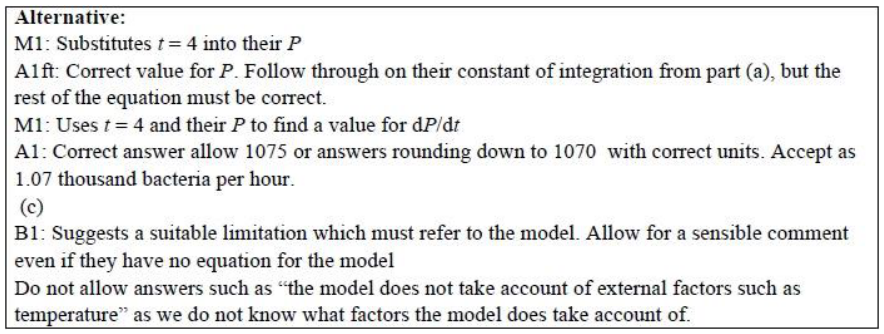 Alternative:
M1: Substitutes t = 4 into their P
A1ft: Correct value for P. Follow through on their constant of integration from part (a), but the
rest of the equation must be correct.
M1: Uses t = 4 and their P to find a value for dP/dt
A1: Correct answer allow 1075 or answers rounding down to 1070 with correct units. Accept as
1.07 thousand bacteria per hour.
(c)
B1: Suggests a suitable limitation which must refer to the model. Allow for a sensible comment
even if they have no equation for the model
Do not allow answers such as “the model does not take account of external factors such as
temperature” as we do not know what factors the model does take account of.